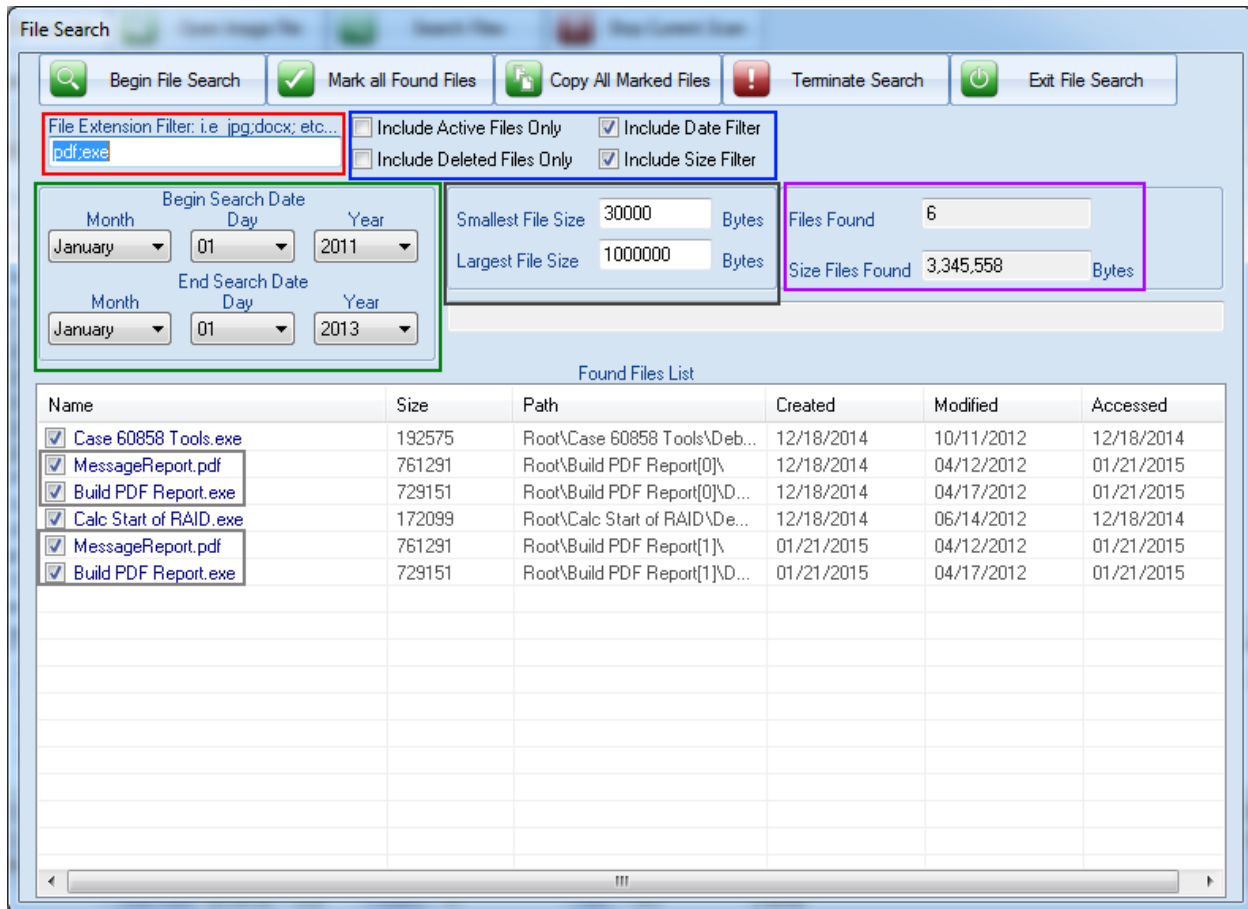 File Search
Begin File Search Mark all Found Files Copy All Marked Files Terminate Search Exit File Search
File Extension Filter: i.e jpg;docx; etc...
pdf;exe
Include Active Files Only Include Date Filter
Include Deleted Files Only Include Size Filter
Begin Search Date
Month Day Year
January 01 2011
End Search Date
Month Day Year
January 01 2013
Smallest File Size 30000 Bytes
Largest File Size 1000000 Bytes
Files Found 6
Size Files Found 3,345,558 Bytes
Found Files List
Name Size Path Created Modified Accessed
Case 60858 Tools.exe 192575 Root\Case 60858 Tools\Deb... 12/18/2014 10/11/2012 12/18/2014
MessageReport.pdf 761291 Root\Build PDF Report[0]\ 12/18/2014 04/12/2012 01/21/2015
Build PDF Report.exe 729151 Root\Build PDF Report[0]\D... 12/18/2014 04/17/2012 01/21/2015
Calc Start of RAID.exe 172099 Root\Calc Start of RAID\De... 12/18/2014 06/14/2012 12/18/2014
MessageReport.pdf 761291 Root\Build PDF Report[1]\ 01/21/2015 04/12/2012 01/21/2015
Build PDF Report.exe 729151 Root\Build PDF Report[1]\D... 01/21/2015 04/17/2012 01/21/2015